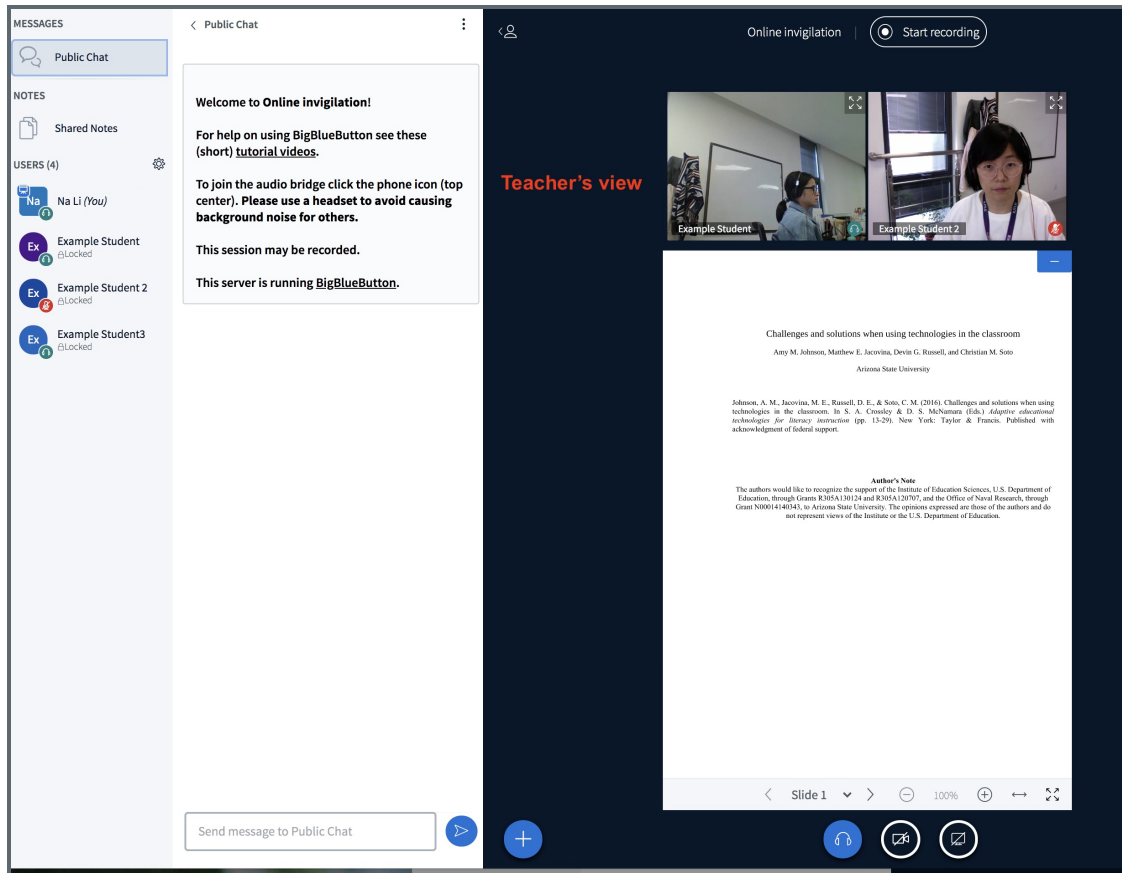 MESSAGES
Public Chat
NOTES
Shared Notes
USERS (4)
Na
Na Li (You)
Ex
Example Student
Locked
Ex
Example Student 2
Locked
Ex
Example Student3
Locked
Public Chat
Welcome to Online invigilation!
For help on using BigBlueButton see these
(short) tutorial videos.
To join the audio bridge click the phone icon (top
center). Please use a headset to avoid causing
background noise for others.
This session may be recorded.
This server is running BigBlueButton.
Send message to Public Chat
Online invigilation
Start recording
Teacher's view
Example Student
Example Student 2
Challenges and solutions when using technologies in the classroom
Amy M. Johnson, Matthew E. Jacovina, Devin G. Russell, and Christian M. Soto
Arizona State University
Johnson, A. M., Jacovina, M. E., Russell, D. E., & Soto, C. M. (2016). Challenges and solutions when using
technologies in the classroom. In S. A. Crossley & D. S. McNamara (Eds.) Adaptive educational
technologies for literacy instruction (pp. 13-29). New York: Taylor & Francis. Published with
acknowledgment of federal support.
Author's Note
The authors would like to recognize the support of the Institute of Education Sciences, U.S. Department of
Education, through Grants R305A130124 and R305A120707, and the Office of Naval Research, through
Grant N00014140343, to Arizona State University. The opinions expressed are those of the authors and do
not represent views of the Institute or the U.S. Department of Education.
Slide 1
100%